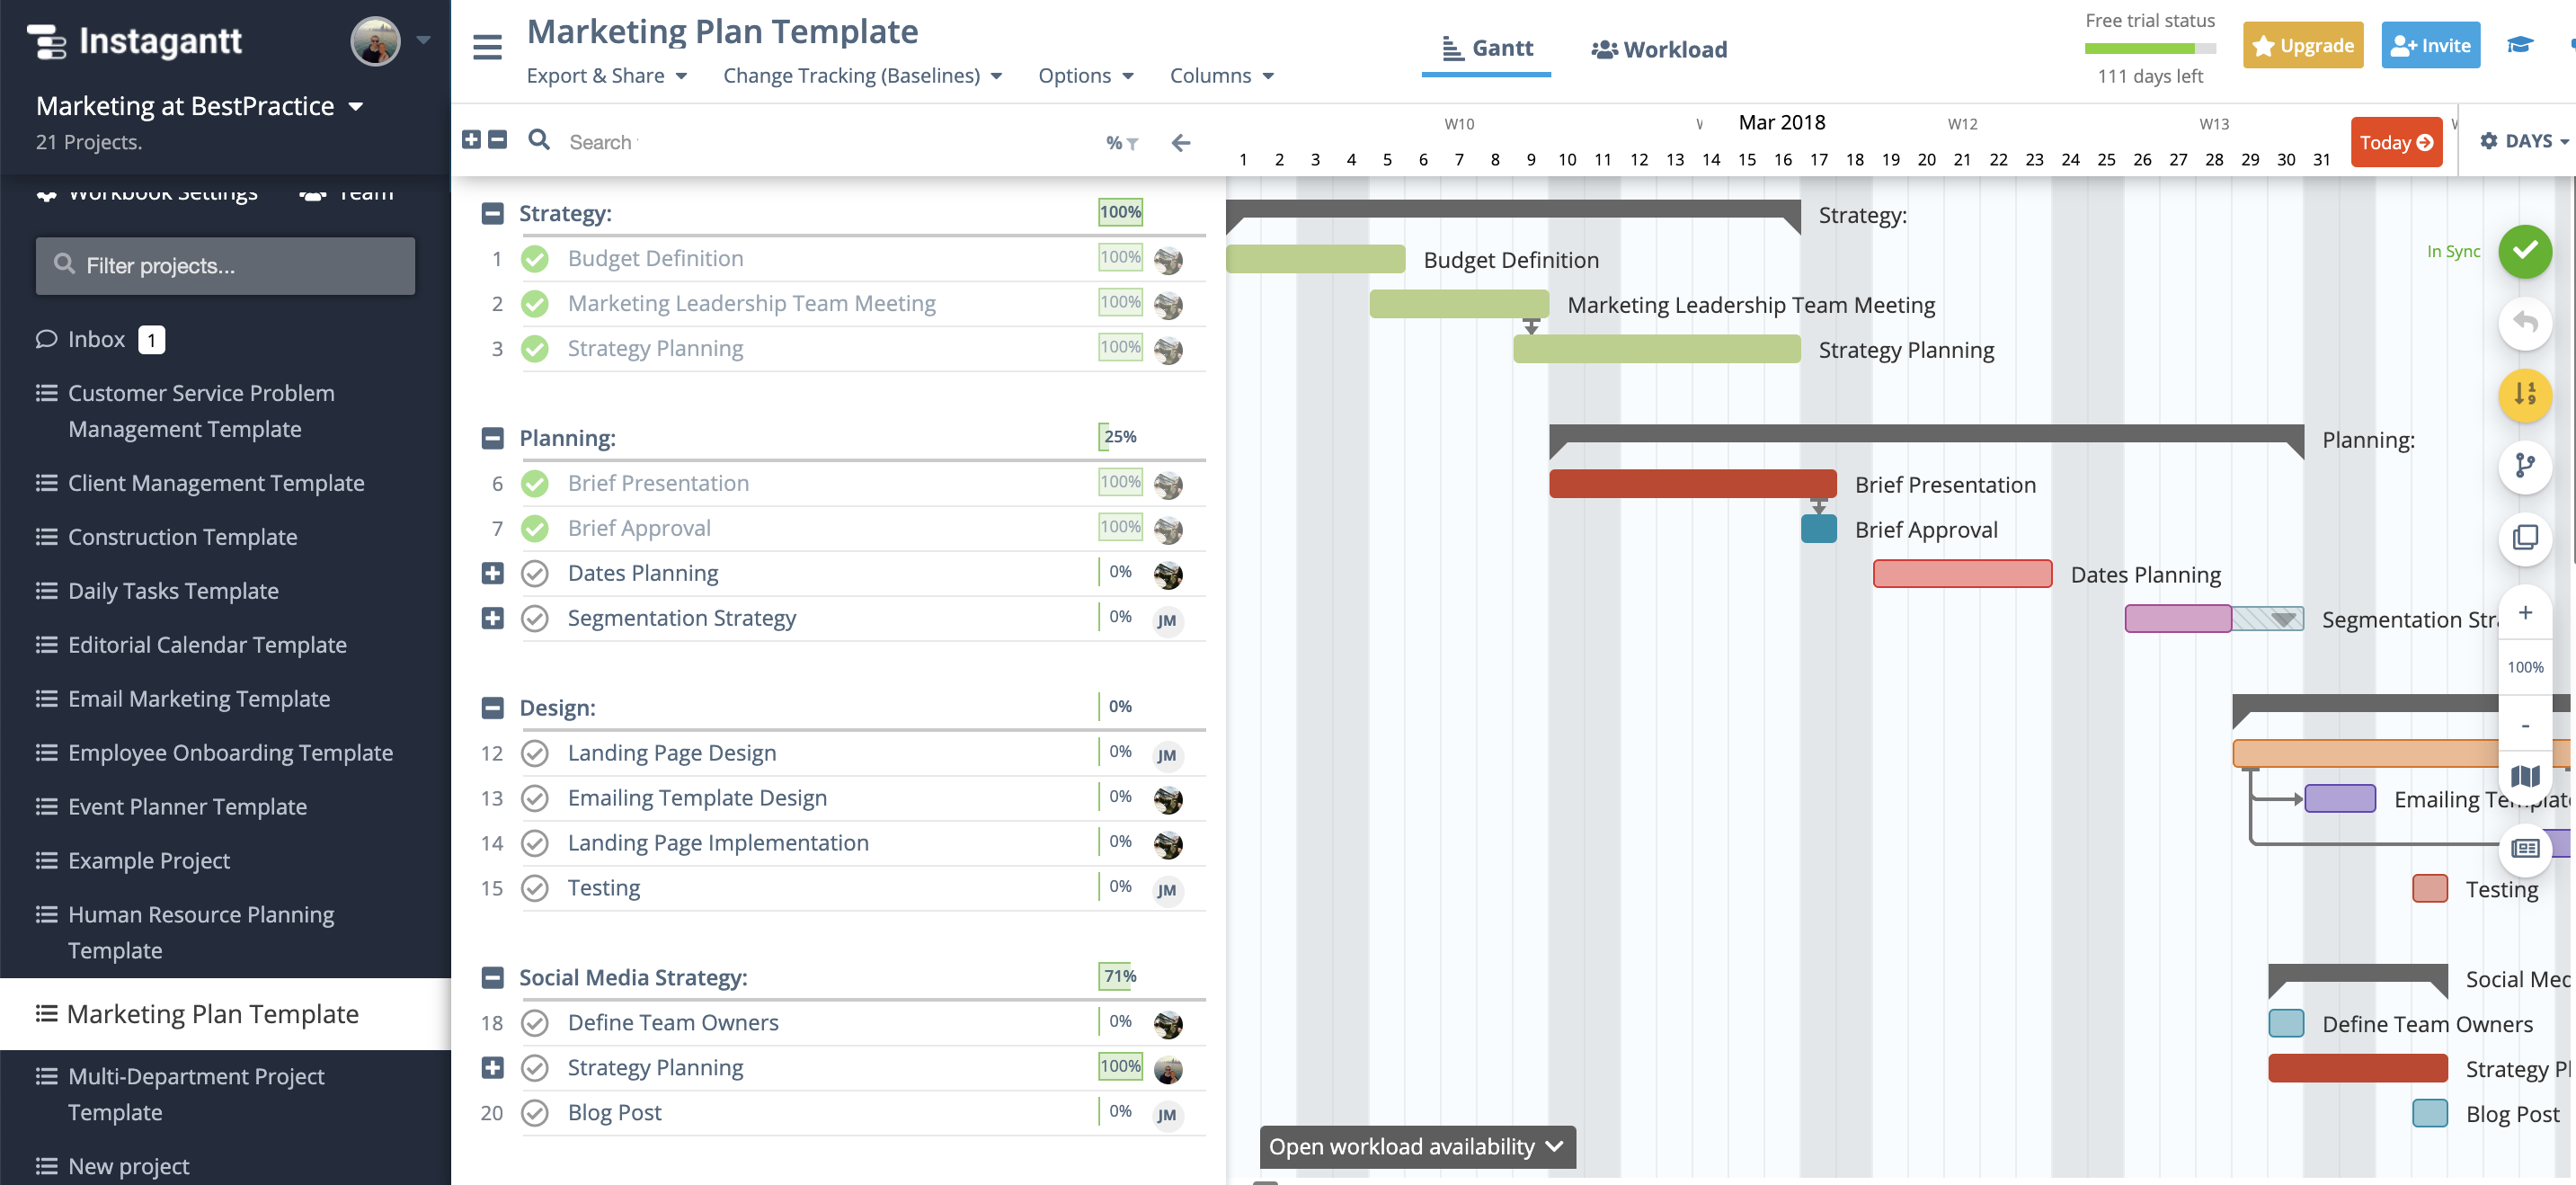 Instagantt
Marketing at BestPractice
21 Projects.
Workbook Settings Team
Filter projects...
Inbox 1
Customer Service Problem
Management Template
Client Management Template
Construction Template
Daily Tasks Template
Editorial Calendar Template
Email Marketing Template
Employee Onboarding Template
Event Planner Template
Example Project
Human Resource Planning
Template
Marketing Plan Template
Multi-Department Project
Template
New project
Marketing Plan Template
Export & Share Change Tracking (Baselines) Options Columns
Gantt Workload
Free trial status
111 days left
Upgrade
Invite
Search
%
W10 Mar 2018 W12 W13
1 2 3 4 5 6 7 8 9 10 11 12 13 14 15 16 17 18 19 20 21 22 23 24 25 26 27 28 29 30 31
Today
DAYS
Strategy: 100%
1 Budget Definition 100%
2 Marketing Leadership Team Meeting 100%
3 Strategy Planning 100%
Planning: 25%
6 Brief Presentation 100%
7 Brief Approval 100%
Dates Planning 0%
Segmentation Strategy 0% JM
Design: 0%
12 Landing Page Design 0% JM
13 Emailing Template Design 0%
14 Landing Page Implementation 0%
15 Testing 0% JM
Social Media Strategy: 71%
18 Define Team Owners 0%
Strategy Planning 100%
20 Blog Post 0% JM
Strategy:
Budget Definition
Marketing Leadership Team Meeting
Strategy Planning
Planning:
Brief Presentation
Brief Approval
Dates Planning
Segmentation
Emailing
Testing
Social
Define Team Owners
Strategy
Blog Post
Open workload availability
In Sync
1
9
+
100%
-